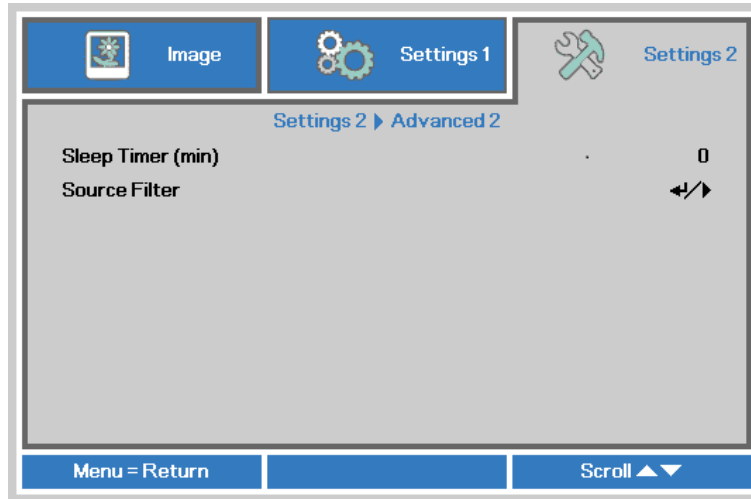 Image
Settings 1
Settings 2
Settings 2 ▶ Advanced 2
Sleep Timer (min) 0
Source Filter ↵/▶
Menu = Return
Scroll ▲▼